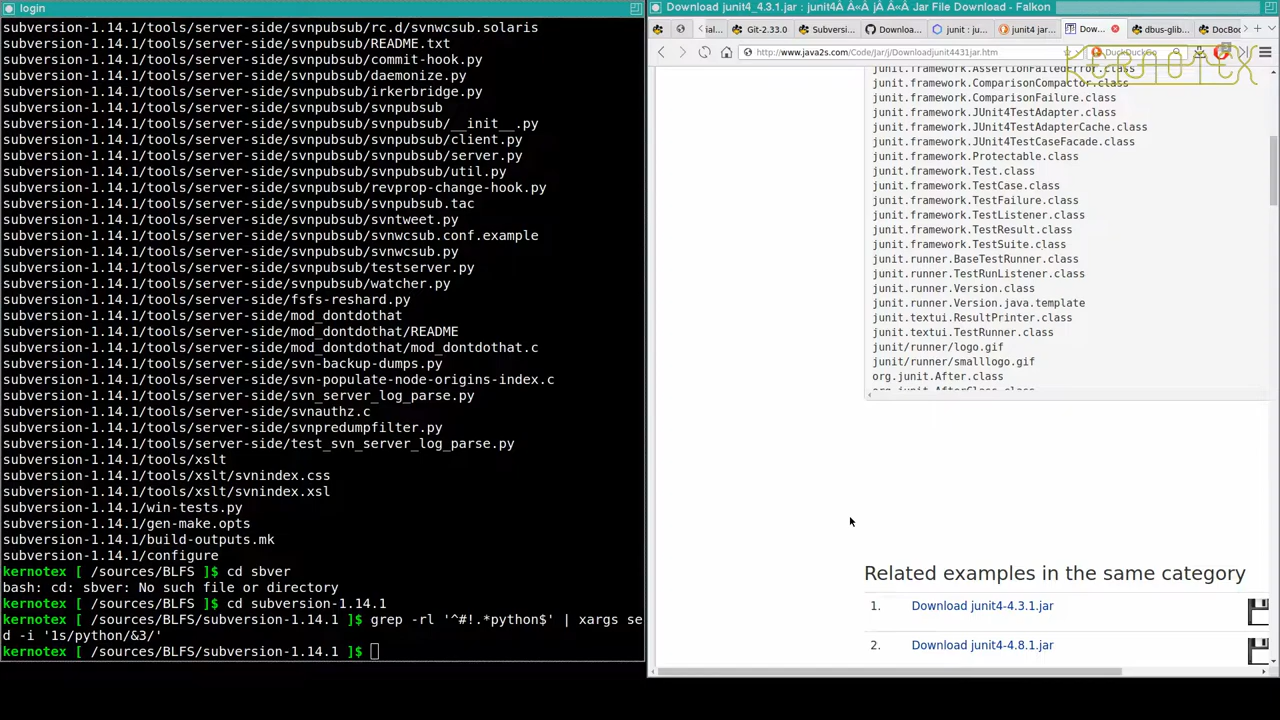 login
subversion-1.14.1/tools/server-side/svnpubsub/rc.d/svnwcsub.solaris
subversion-1.14.1/tools/server-side/svnpubsub/README.txt
subversion-1.14.1/tools/server-side/svnpubsub/commit-hook.py
subversion-1.14.1/tools/server-side/svnpubsub/daemonize.py
subversion-1.14.1/tools/server-side/svnpubsub/irkerbridge.py
subversion-1.14.1/tools/server-side/svnpubsub/svnpubsub
subversion-1.14.1/tools/server-side/svnpubsub/svnpubsub/__init__.py
subversion-1.14.1/tools/server-side/svnpubsub/svnpubsub/client.py
subversion-1.14.1/tools/server-side/svnpubsub/svnpubsub/server.py
subversion-1.14.1/tools/server-side/svnpubsub/svnpubsub/util.py
subversion-1.14.1/tools/server-side/svnpubsub/revprop-change-hook.py
subversion-1.14.1/tools/server-side/svnpubsub/svnpubsub.tac
subversion-1.14.1/tools/server-side/svnpubsub/svntweet.py
subversion-1.14.1/tools/server-side/svnpubsub/svnwcsub.conf.example
subversion-1.14.1/tools/server-side/svnpubsub/svnwcsub.py
subversion-1.14.1/tools/server-side/svnpubsub/testserver.py
subversion-1.14.1/tools/server-side/svnpubsub/watcher.py
subversion-1.14.1/tools/server-side/fsfs-reshard.py
subversion-1.14.1/tools/server-side/mod_dontdothat
subversion-1.14.1/tools/server-side/mod_dontdothat/README
subversion-1.14.1/tools/server-side/mod_dontdothat/mod_dontdothat.c
subversion-1.14.1/tools/server-side/svn-backup-dumps.py
subversion-1.14.1/tools/server-side/svn-populate-node-origins-index.c
subversion-1.14.1/tools/server-side/svn_server_log_parse.py
subversion-1.14.1/tools/server-side/svnauthz.c
subversion-1.14.1/tools/server-side/svnpredumpfilter.py
subversion-1.14.1/tools/server-side/test_svn_server_log_parse.py
subversion-1.14.1/tools/xslt
subversion-1.14.1/tools/xslt/svnindex.css
subversion-1.14.1/tools/xslt/svnindex.xsl
subversion-1.14.1/win-tests.py
subversion-1.14.1/gen-make.opts
subversion-1.14.1/build-outputs.mk
subversion-1.14.1/configure
kernotex [ /sources/BLFS ]$ cd sbver
bash: cd: sbver: No such file or directory
kernotex [ /sources/BLFS ]$ cd subversion-1.14.1
kernotex [ /sources/BLFS/subversion-1.14.1 ]$ grep -rl '^#!.*python$' | xargs se
d -i '1s/python/&3/'
kernotex [ /sources/BLFS/subversion-1.14.1 ]$
Download junit4_4.3.1.jar : junit4Â Â«Â jÂ Â«Â Jar File Download - Falkon
ial... Git-2.33.0 Subversi... Downloa... junit : ju... junit4 jar... Dow... dbus-glib... DocBoo
http://www.java2s.com/Code/Jar/j/Downloadjunit4431jar.htm DuckDuckGo
KERNOTEX
junit.framework.AssertionFailedError.class
junit.framework.ComparisonCompactor.class
junit.framework.ComparisonFailure.class
junit.framework.JUnit4TestAdapter.class
junit.framework.JUnit4TestAdapterCache.class
junit.framework.JUnit4TestCaseFacade.class
junit.framework.Protectable.class
junit.framework.Test.class
junit.framework.TestCase.class
junit.framework.TestFailure.class
junit.framework.TestListener.class
junit.framework.TestResult.class
junit.framework.TestSuite.class
junit.runner.BaseTestRunner.class
junit.runner.TestRunListener.class
junit.runner.Version.class
junit.runner.Version.java.template
junit.textui.ResultPrinter.class
junit.textui.TestRunner.class
junit/runner/logo.gif
junit/runner/smalllogo.gif
org.junit.After.class
org.junit.AfterClass.class
Related examples in the same category
1. Download junit4-4.3.1.jar
2. Download junit4-4.8.1.jar